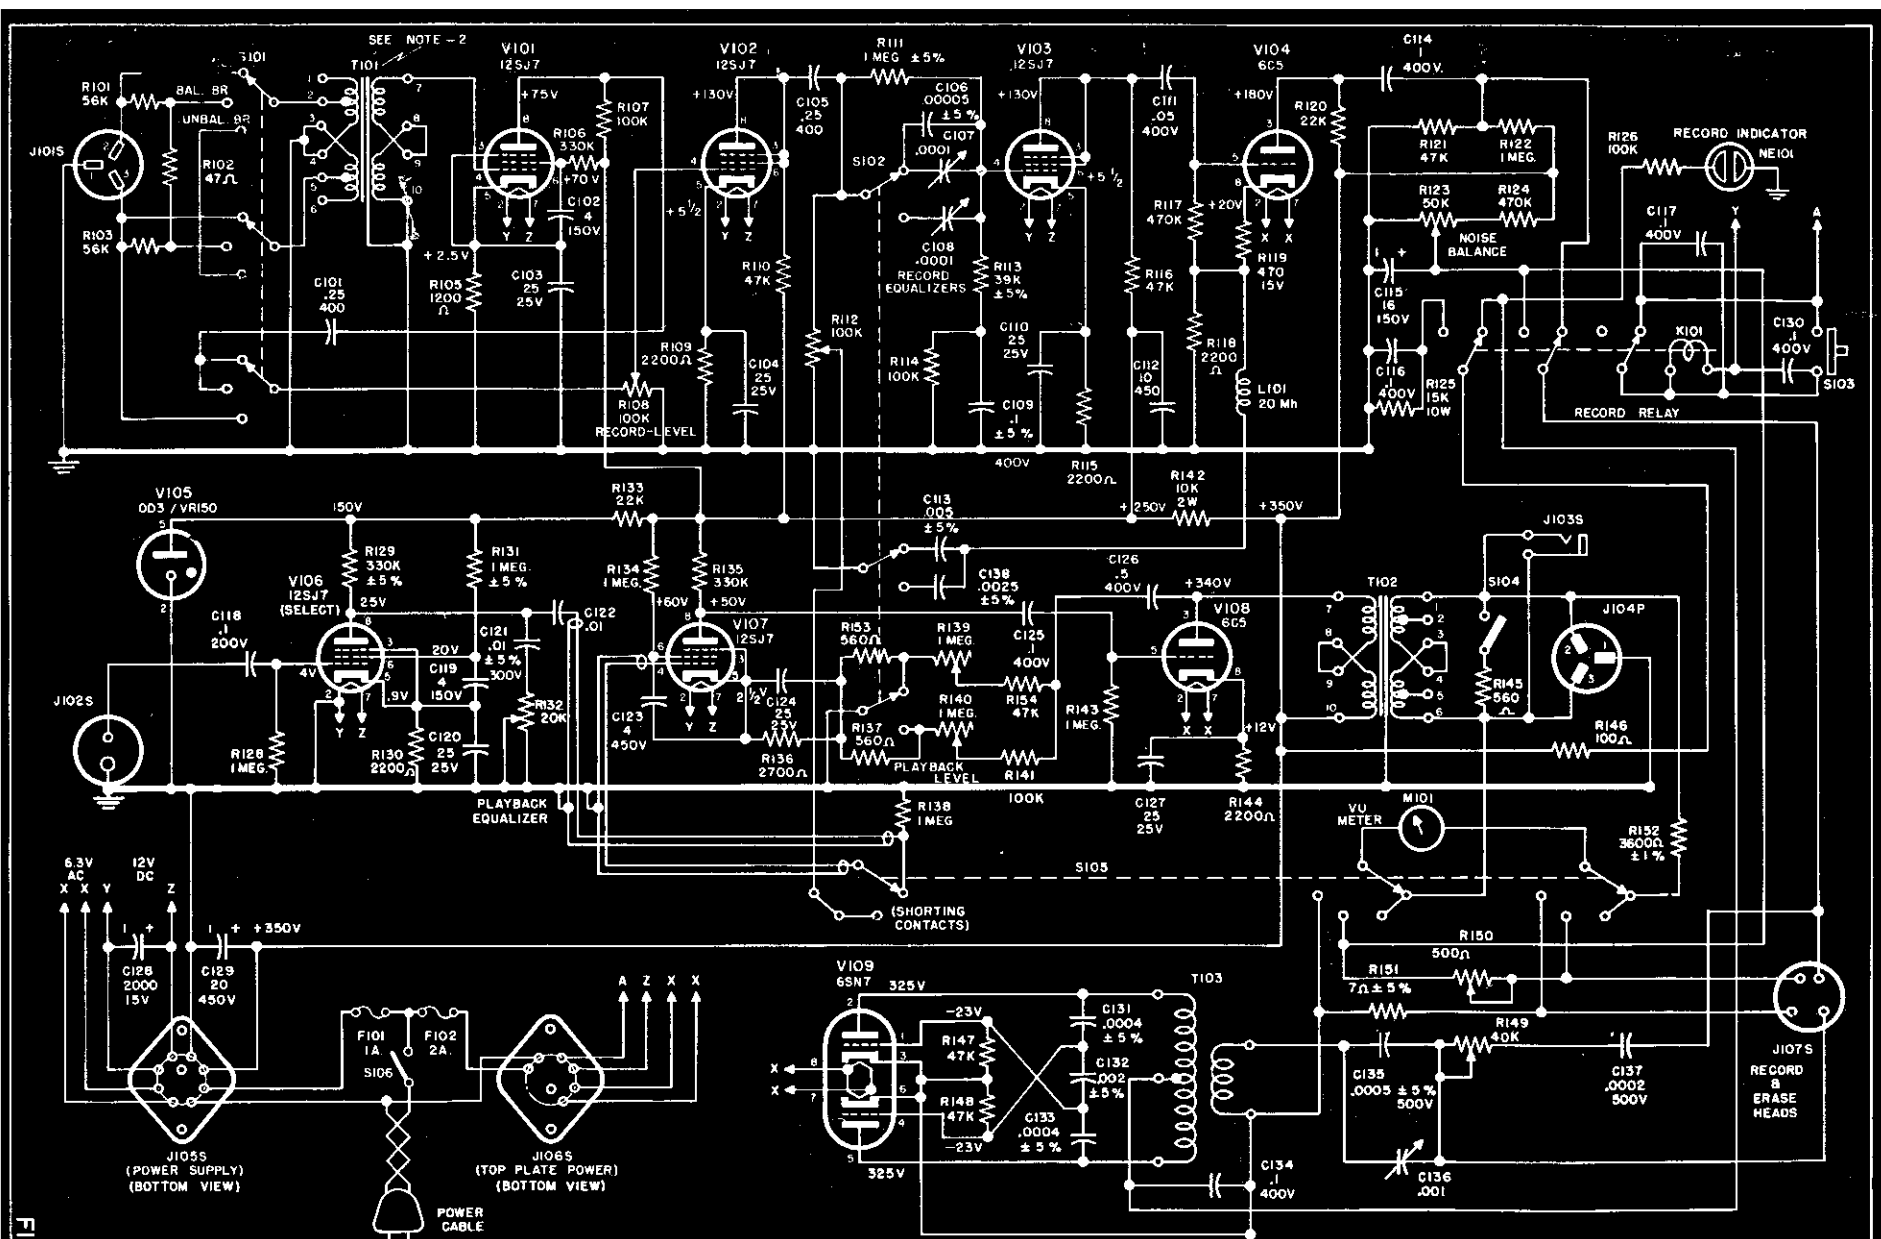 SEE NOTE-2
S101
T101
V101
12SJ7
V102
12SJ7
R111
1 MEG ±5%
V103
12SJ7
V104
6C5
C114
.1
400V.
R101
56K
BAL. BR
UNBAL. BR
J101S
R102
47Ω
R103
56K
+75V
R106
330K
+70V
R107
100K
+130V
C105
.25
400
C106
.00005
±5%
C107
.0001
S102
+130V
C111
.05
400V
+180V
R120
22K
R121
47K
R122
1 MEG.
R126
100K
RECORD INDICATOR
NE101
R123
50K
R124
470K
NOISE
BALANCE
C117
.1
400V
Y
A
C102
4
150V
+2.5V
R105
1200
Ω
C103
25
25V
Y Z
+5 1/2
R110
47K
Y Z
C108
.0001
RECORD
EQUALIZERS
R113
39K
±5%
+5 1/2
Y Z
R117
470K
R116
47K
+20V
X X
R119
470
15V
C101
.25
400
R109
2200Ω
C104
25
25V
R112
100K
R114
100K
C110
25
25V
C109
.1
±5%
400V
R118
2200
Ω
C112
10
450
L101
20 Mh
C115
16
150V
C116
.1
400V
R125
15K
10W
K101
C130
.1
400V
S103
RECORD RELAY
R108
100K
RECORD-LEVEL
R115
2200Ω
R142
10K
2W
V105
OD3 / VR150
150V
R133
22K
C113
.005
±5%
+250V
+350V
J103S
R129
330K
±5%
R131
1 MEG.
±5%
R134
1 MEG.
R135
330K
C138
.0025
±5%
C126
.5
400V
+340V
T102
S104
J104P
V106
12SJ7
(SELECT)
25V
C118
.1
200V
4V
20V
C119
4
150V
.9V
C121
.01
±5%
300V
C122
.01
+60V
+50V
V107
12SJ7
R153
560Ω
R139
1 MEG.
C125
.1
400V
V108
6C5
J102S
R128
1 MEG.
Y Z
R130
2200Ω
C120
25
25V
R132
20K
C123
4
450V
Y Z
2 1/2V
C124
25
25V
R136
2700Ω
R137
560Ω
R140
1 MEG.
R154
47K
R143
1 MEG.
X X
+12V
R145
560
Ω
R146
100Ω
PLAYBACK
EQUALIZER
PLAYBACK
LEVEL
R141
100K
R138
1 MEG
C127
25
25V
R144
2200Ω
VU
METER
M101
R152
3600Ω
±1%
6.3V
AC
12V
DC
X X Y Z
S105
(SHORTING
CONTACTS)
+350V
C128
2000
15V
C129
20
450V
V109
6SN7
325V
T103
R150
500Ω
R151
7Ω±5%
A Z X X
F101
1A.
F102
2A.
S106
-23V
R147
47K
R148
47K
-23V
325V
X
X
C131
.0004
±5%
C132
.002
±5%
C133
.0004
±5%
R149
40K
C135
.0005 ±5%
500V
C137
.0002
500V
J107S
RECORD
&
ERASE
HEADS
J105S
(POWER SUPPLY)
(BOTTOM VIEW)
J106S
(TOP PLATE POWER)
(BOTTOM VIEW)
C134
.1
400V
C136
.001
POWER
CABLE
FI